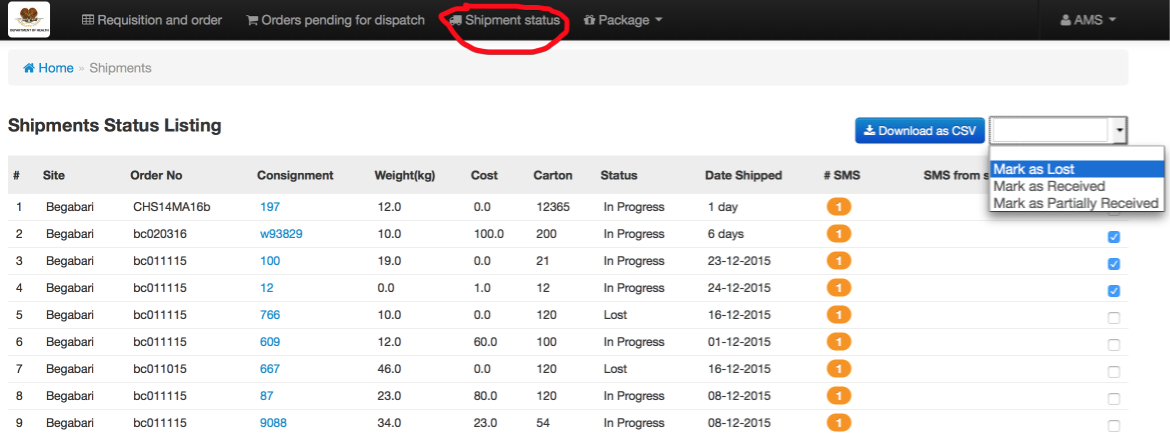 DEPARTMENT OF HEALTH
Requisition and order Orders pending for dispatch Shipment status Package AMS
Home » Shipments
Shipments Status Listing
Download as CSV
Mark as Lost
Mark as Received
Mark as Partially Received
# Site Order No Consignment Weight(kg) Cost Carton Status Date Shipped # SMS SMS from s
1 Begabari CHS14MA16b 197 12.0 0.0 12365 In Progress 1 day 1
2 Begabari bc020316 w93829 10.0 100.0 200 In Progress 6 days 1
3 Begabari bc011115 100 19.0 0.0 21 In Progress 23-12-2015 1
4 Begabari bc011115 12 0.0 1.0 12 In Progress 24-12-2015 1
5 Begabari bc011115 766 10.0 0.0 120 Lost 16-12-2015 1
6 Begabari bc011115 609 12.0 60.0 100 In Progress 01-12-2015 1
7 Begabari bc011015 667 46.0 0.0 120 Lost 16-12-2015 1
8 Begabari bc011115 87 23.0 80.0 120 In Progress 08-12-2015 1
9 Begabari bc011115 9088 34.0 23.0 54 In Progress 08-12-2015 1